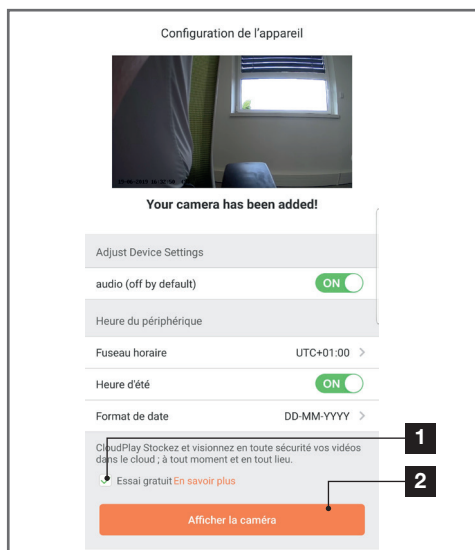 Configuration de l'appareil
Your camera has been added!
Adjust Device Settings
audio (off by default)
ON
Heure du périphérique
Fuseau horaire
UTC+01:00 >
Heure d'été
ON
Format de date
DD-MM-YYYY >
CloudPlay Stockez et visionnez en toute sécurité vos vidéos
dans le cloud ; à tout moment et en tout lieu.
1
Essai gratuit En savoir plus
2
Afficher la caméra